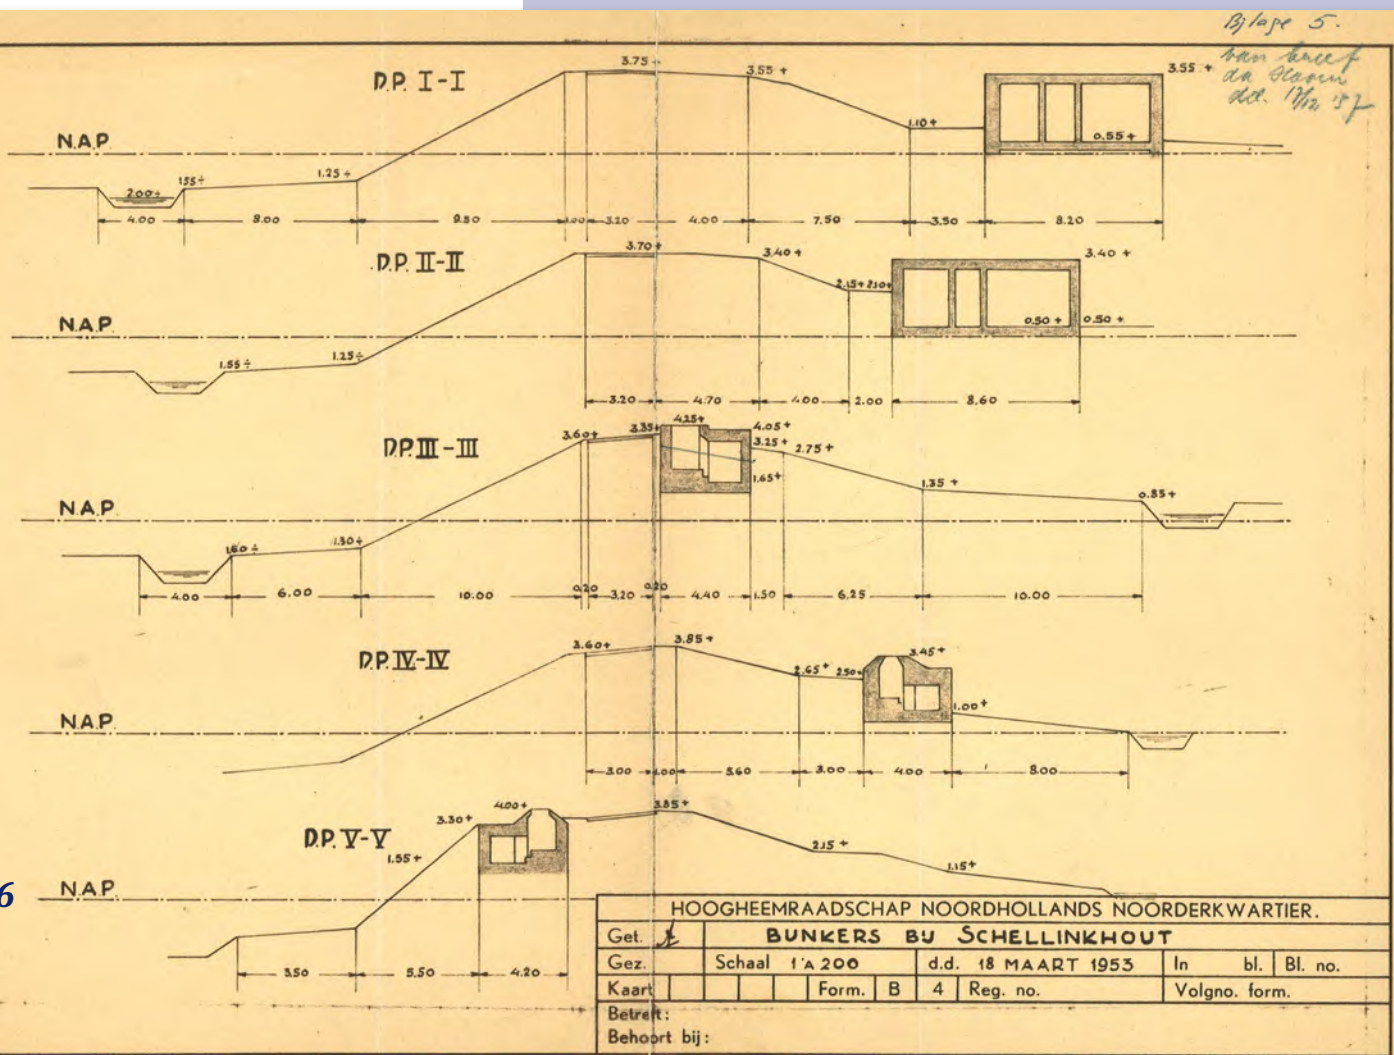 Bijlage 5.
van brief
da Hoorn
dd. 17/12 '57
D.P. I-I
3.75+
3.55+
3.55+
1.10+
0.55+
N.A.P.
2.00÷
155÷
1.25÷
4.00 8.00 9.50 1.00 3.20 4.00 7.50 3.50 8.20
D.P. II-II
3.70+
3.40+
3.40+
2.15+ 2.10+
0.50+ 0.50+
N.A.P.
1.55÷
1.25÷
3.20 4.70 4.00 2.00 8.60
D.P. III-III
3.60+
3.85+
4.25+
4.05+
3.25+
2.75+
1.65+
1.35+
0.85+
N.A.P.
1.60÷
1.30÷
4.00 6.00 10.00 0.20 3.20 0.20 4.40 1.50 6.25 10.00
D.P. IV-IV
3.60+
3.85+
2.65+ 2.50+
3.45+
1.00+
N.A.P.
3.00 1.00 5.60 3.00 4.00 8.00
D.P. V-V
1.55+
3.30+
4.00+
3.85+
2.15+
1.15+
6
N.A.P.
3.50 5.50 4.20
HOOGHEEMRAADSCHAP NOORDHOLLANDS NOORDERKWARTIER.
Get. BUNKERS BIJ SCHELLINKHOUT
Gez. Schaal 1 A 200 d.d. 18 MAART 1953 In bl. Bl. no.
Kaart Form. B 4 Reg. no. Volgno. form.
Betreft:
Behoort bij: